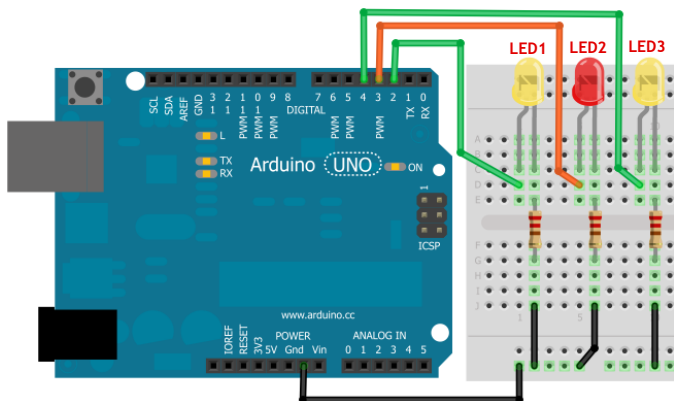 LED1 LED2 LED3
SCL SDA AREF GND 13 12 PWM 11 PWM 10 PWM 9 8 7 PWM 6 PWM 5 4 PWM 3 2 TX 1 RX 0
DIGITAL
L
TX
RX
Arduino UNO
ON
1
ICSP
www.arduino.cc
POWER
ANALOG IN
IOREF RESET 3V3 5V Gnd Vin 0 1 2 3 4 5
A
B
C
D
E
F
G
H
I
J
1 5